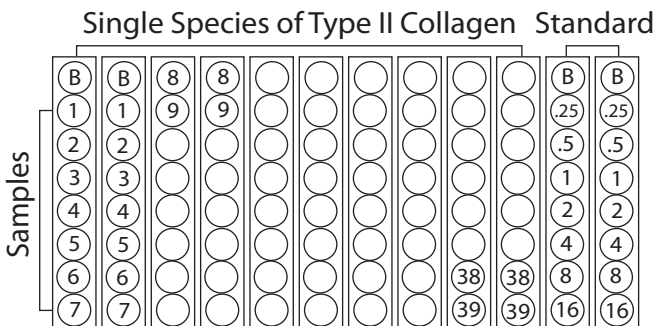 Single Species of Type II Collagen Standard
Samples
B B 8 8 B B
1 1 9 9 .25 .25
2 2 .5 .5
3 3 1 1
4 4 2 2
5 5 4 4
6 6 38 38 8 8
7 7 39 39 16 16